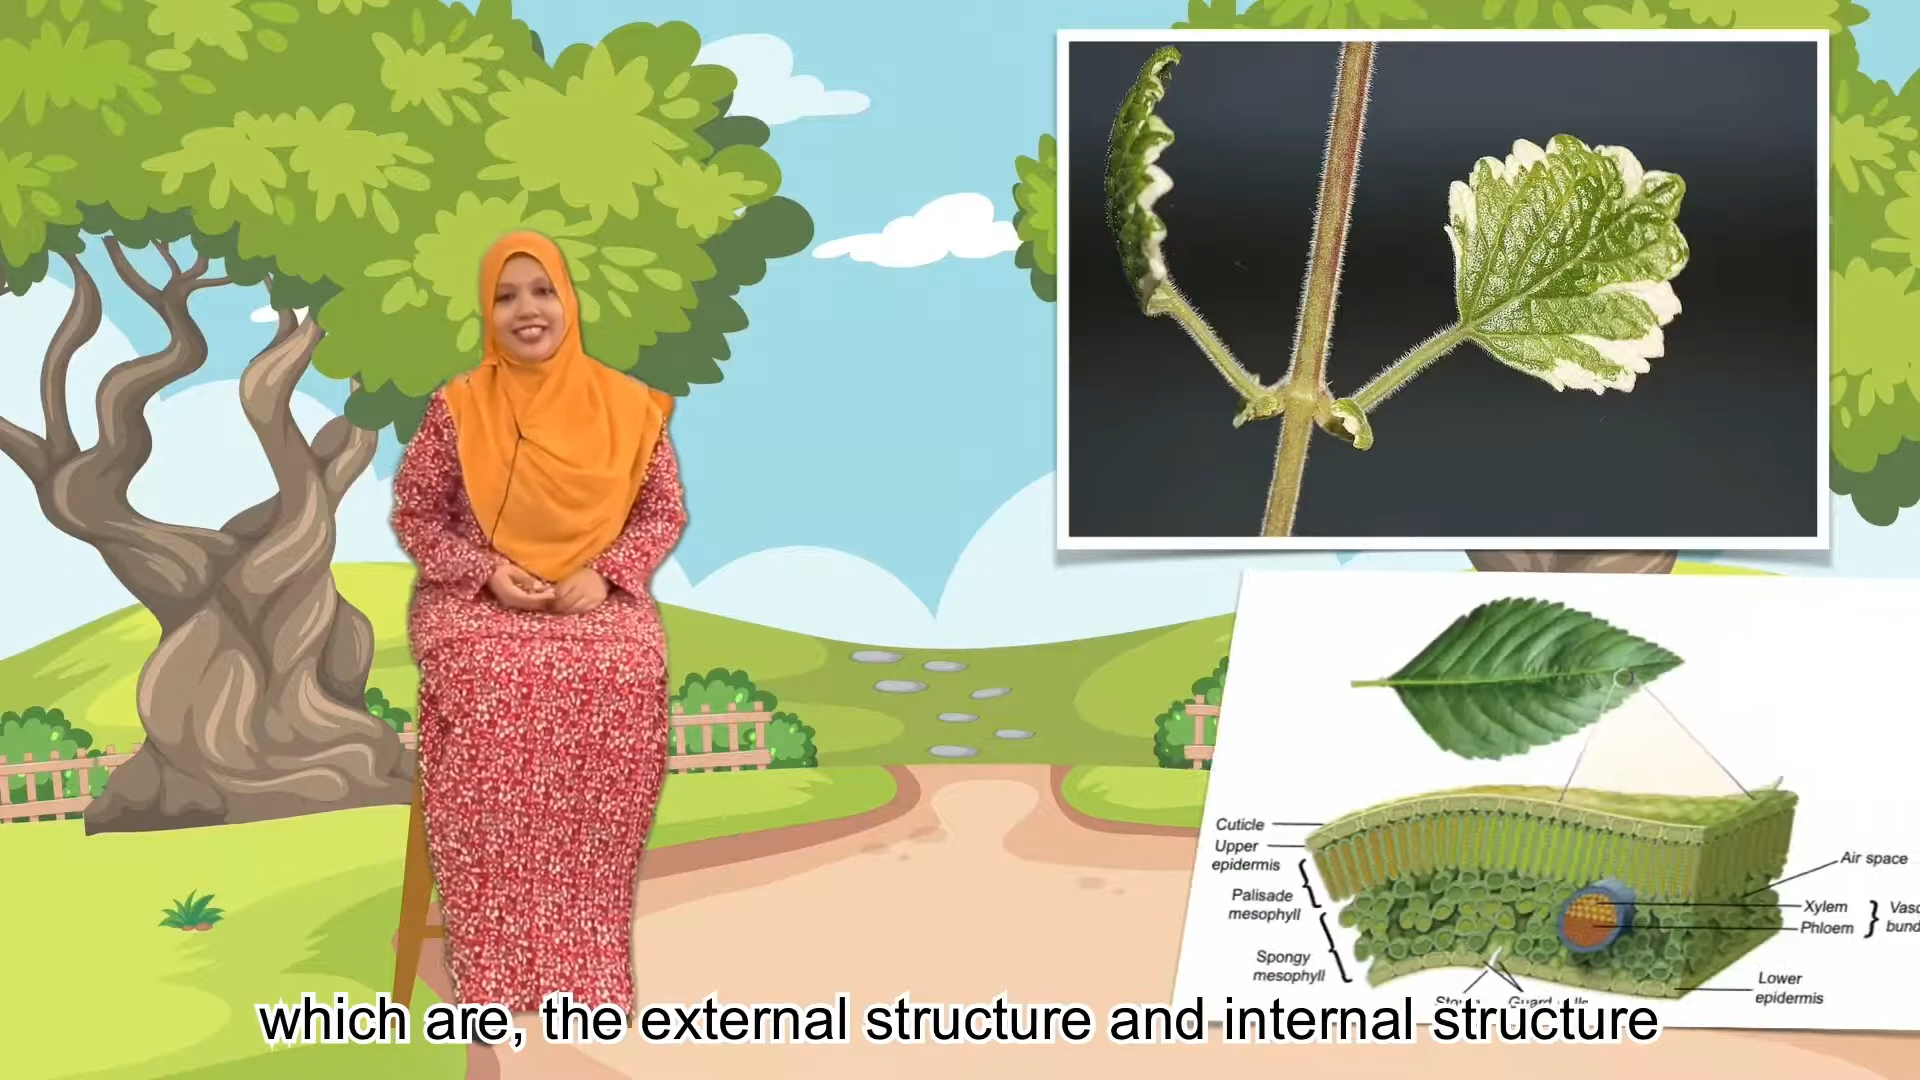 Cuticle
Upper
epidermis
Palisade
mesophyll
Spongy
mesophyll
Air space
Xylem
Phloem
Lower
epidermis
which are, the external structure and internal structure